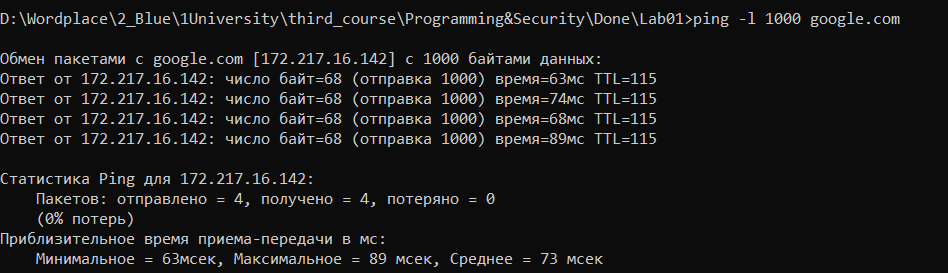 D:\Wordplace\2_Blue\1University\third_course\Programming&Security\Done\Lab01>ping -l 1000 google.com
Обмен пакетами с google.com [172.217.16.142] с 1000 байтами данных:
Ответ от 172.217.16.142: число байт=68 (отправка 1000) время=63мс TTL=115
Ответ от 172.217.16.142: число байт=68 (отправка 1000) время=74мс TTL=115
Ответ от 172.217.16.142: число байт=68 (отправка 1000) время=68мс TTL=115
Ответ от 172.217.16.142: число байт=68 (отправка 1000) время=89мс TTL=115
Статистика Ping для 172.217.16.142:
Пакетов: отправлено = 4, получено = 4, потеряно = 0
(0% потерь)
Приблизительное время приема-передачи в мс:
Минимальное = 63мсек, Максимальное = 89 мсек, Среднее = 73 мсек